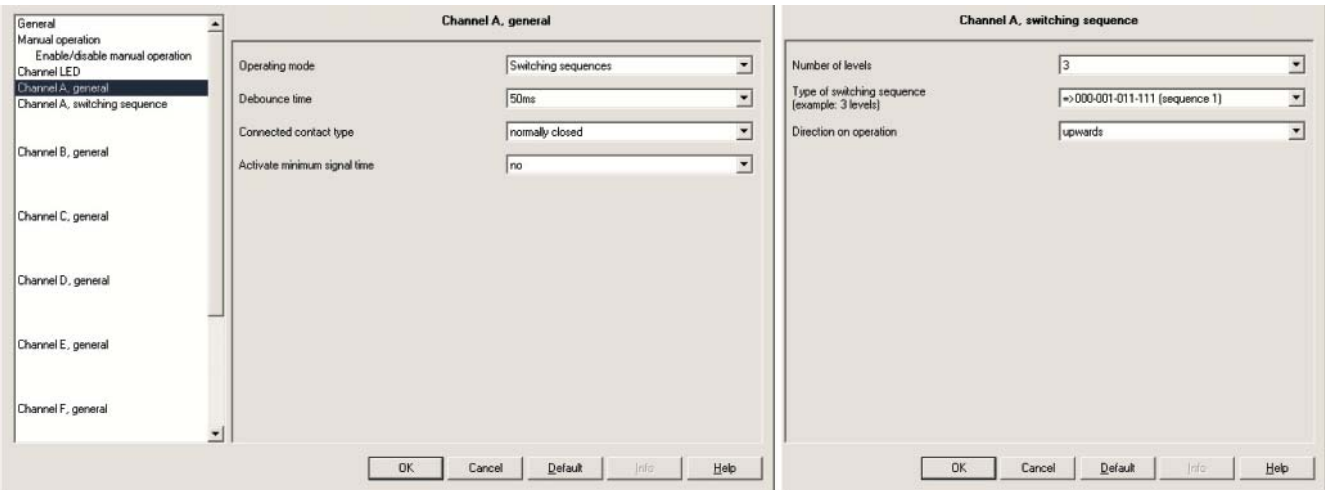 General
Manual operation
Enable/disable manual operation
Channel LED
Channel A, general
Channel A, switching sequence
Channel B, general
Channel C, general
Channel D, general
Channel E, general
Channel F, general
Channel A, general
Operating mode Switching sequences
Debounce time 50ms
Connected contact type normally closed
Activate minimum signal time no
OK Cancel Default Info Help
Channel A, switching sequence
Number of levels 3
Type of switching sequence
(example: 3 levels) =>000-001-011-111 (sequence 1)
Direction on operation upwards
OK Cancel Default Info Help